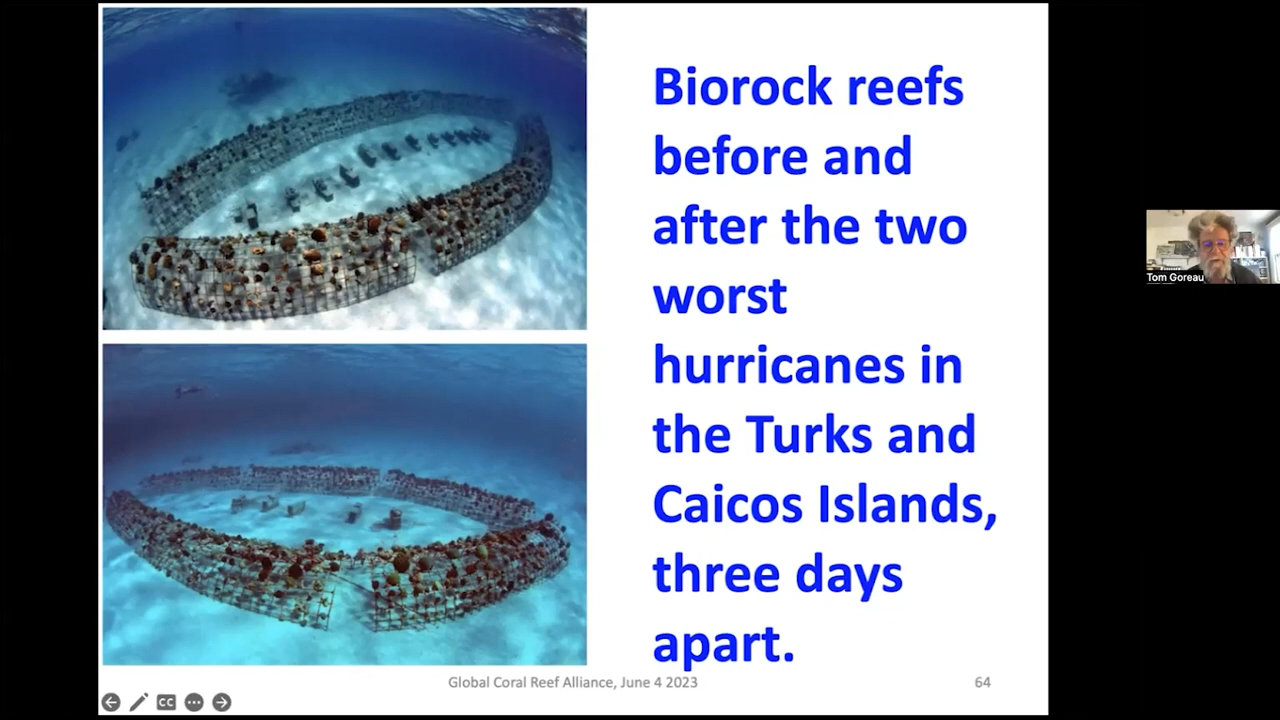 Biorock reefs
before and
after the two
worst
hurricanes in
the Turks and
Caicos Islands,
three days
apart.
Global Coral Reef Alliance, June 4 2023
64
CC
Tom Goreau